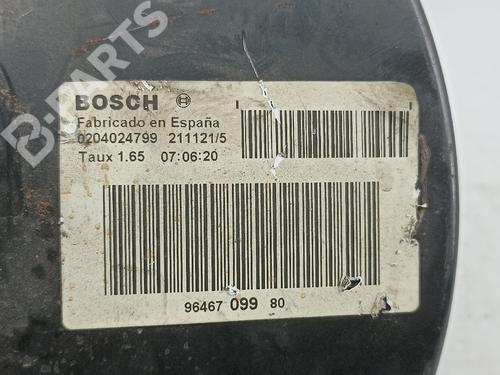 B-PARTS
BOSCH
Fabricado en España
0204024799 211121/5
Taux 1.65 07:06:20
96467 099 80